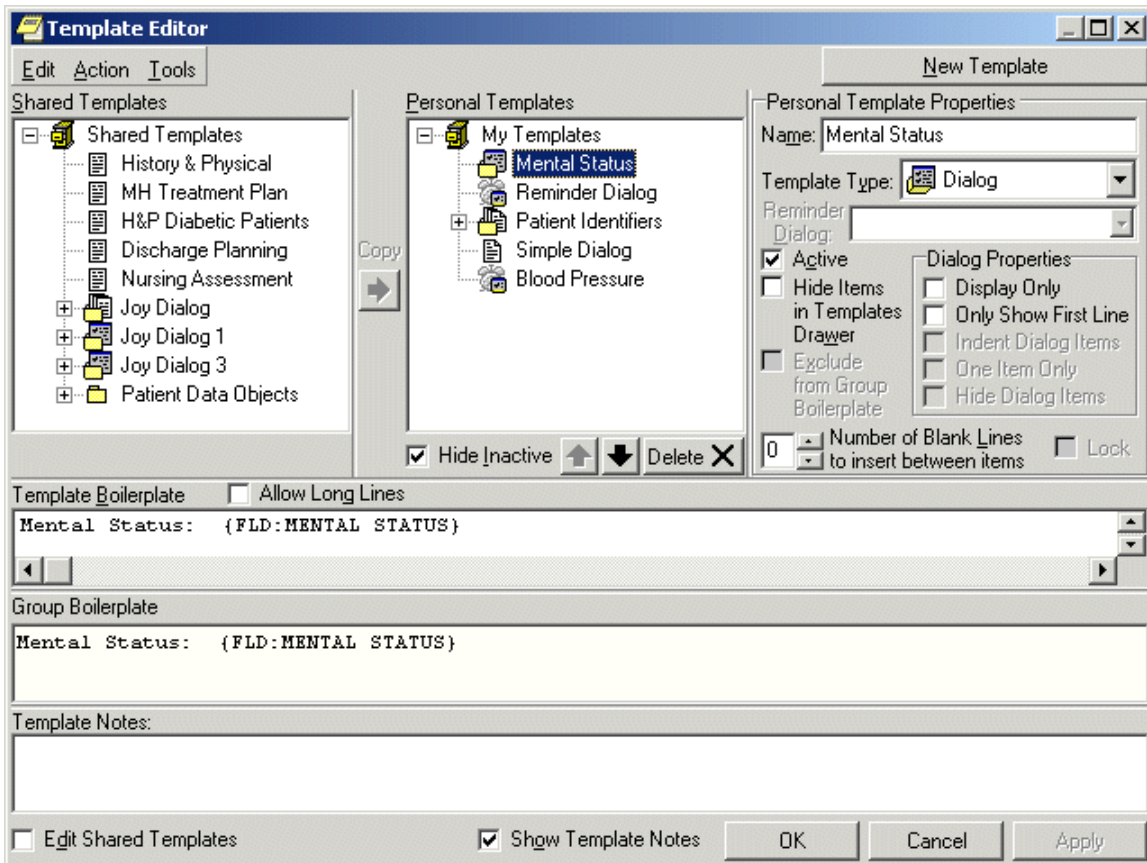 Template Editor
Edit Action Tools
New Template
Shared Templates
Shared Templates
History & Physical
MH Treatment Plan
H&P Diabetic Patients
Discharge Planning
Nursing Assessment
Joy Dialog
Joy Dialog 1
Joy Dialog 3
Patient Data Objects
Copy
Personal Templates
My Templates
Mental Status
Reminder Dialog
Patient Identifiers
Simple Dialog
Blood Pressure
Hide Inactive
Delete
Personal Template Properties
Name: Mental Status
Template Type: Dialog
Reminder
Dialog:
Active
Hide Items
in Templates
Drawer
Exclude
from Group
Boilerplate
Dialog Properties
Display Only
Only Show First Line
Indent Dialog Items
One Item Only
Hide Dialog Items
0 Number of Blank Lines
to insert between items
Lock
Template Boilerplate Allow Long Lines
Mental Status: {FLD:MENTAL STATUS}
Group Boilerplate
Mental Status: {FLD:MENTAL STATUS}
Template Notes:
Edit Shared Templates Show Template Notes OK Cancel Apply